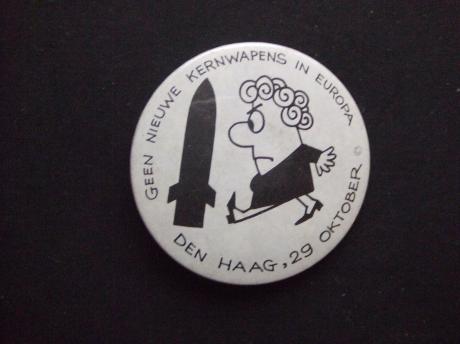 GEEN NIEUWE KERNWAPENS IN EUROPA
DEN HAAG, 29 OKTOBER